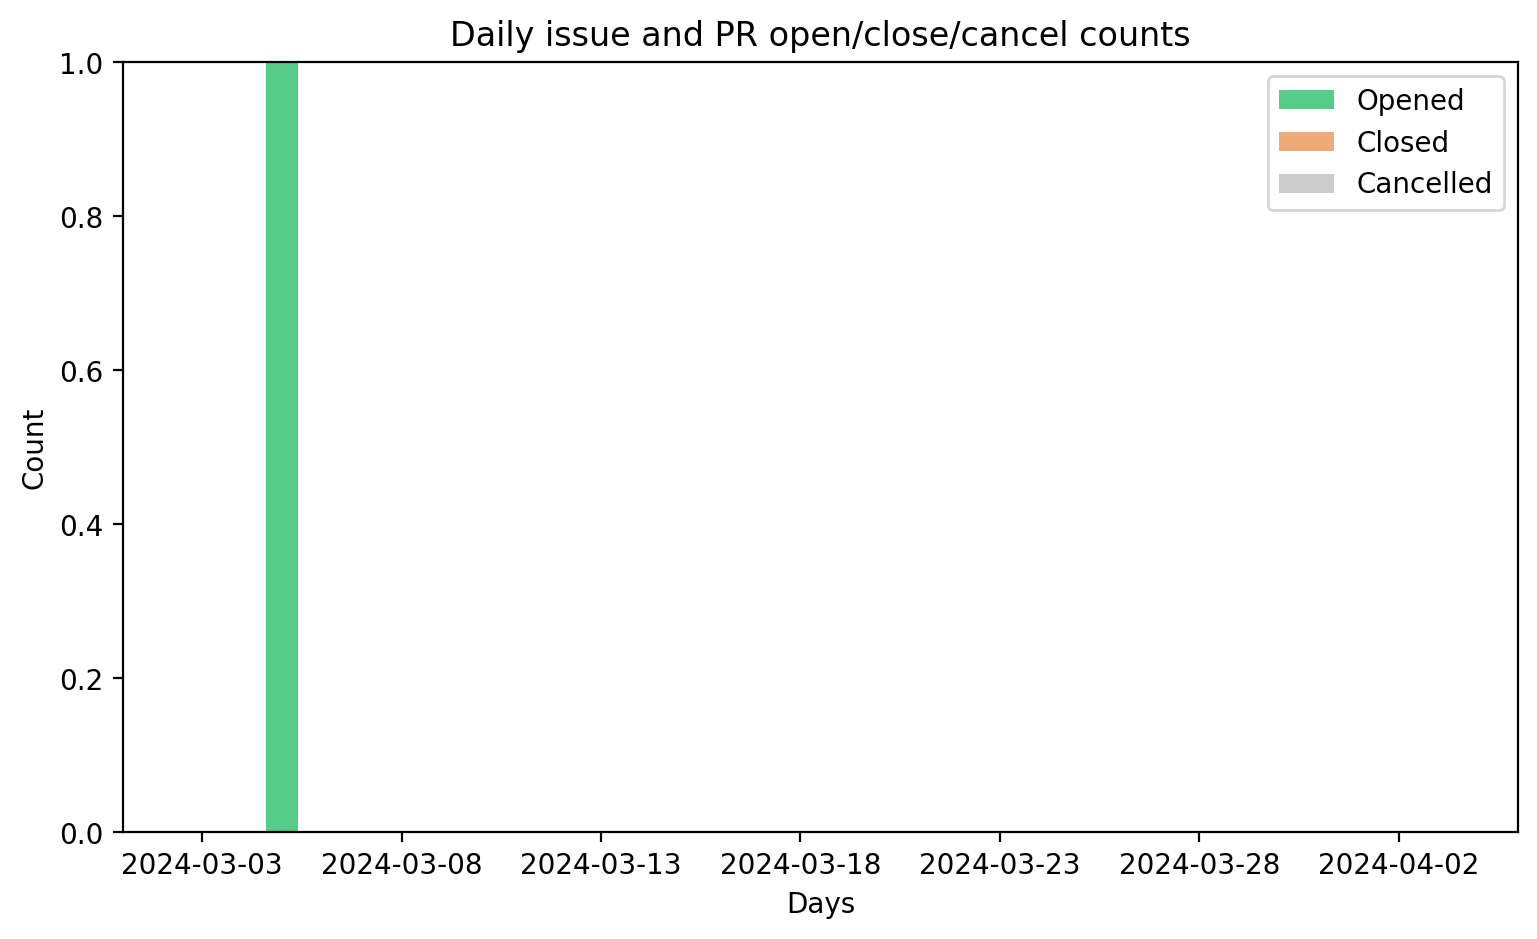 Daily issue and PR open/close/cancel counts
1.0
0.8
0.6
0.4
0.2
0.0
Count
Opened
Closed
Cancelled
2024-03-03 2024-03-08 2024-03-13 2024-03-18 2024-03-23 2024-03-28 2024-04-02
Days